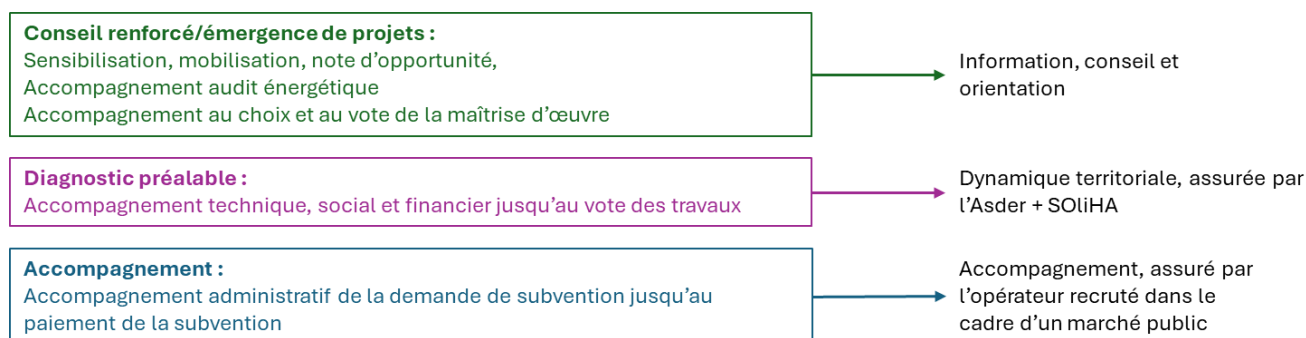 Conseil renforcé/émergence de projets :
Sensibilisation, mobilisation, note d’opportunité,
Accompagnement audit énergétique
Accompagnement au choix et au vote de la maîtrise d’œuvre
Information, conseil et
orientation
Diagnostic préalable :
Accompagnement technique, social et financier jusqu’au vote des travaux
Dynamique territoriale, assurée par
l’Asder + SOliHA
Accompagnement :
Accompagnement administratif de la demande de subvention jusqu’au
paiement de la subvention
Accompagnement, assuré par
l’opérateur recruté dans le
cadre d’un marché public